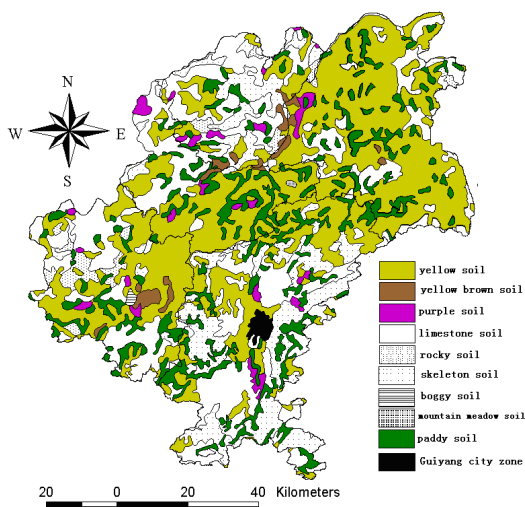 N
W E
S
yellow soil
yellow brown soil
purple soil
limestone soil
rocky soil
skeleton soil
boggy soil
mountain meadow soil
paddy soil
Guiyang city zone
20 0 20 40 Kilometers